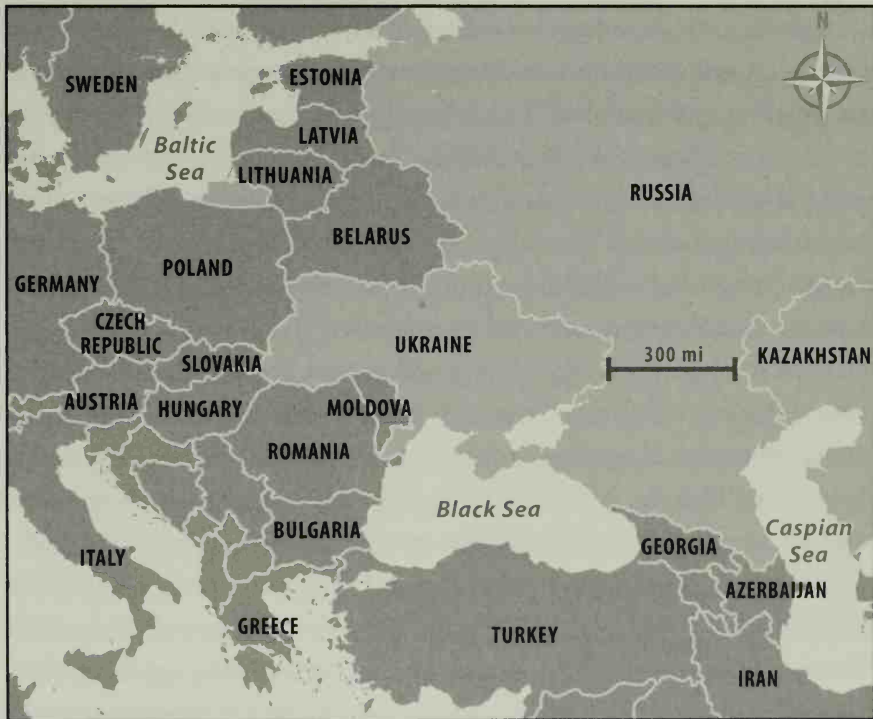 N
SWEDEN
ESTONIA
LATVIA
Baltic
Sea
LITHUANIA
RUSSIA
BELARUS
POLAND
GERMANY
CZECH
REPUBLIC
UKRAINE
300 mi
KAZAKHSTAN
SLOVAKIA
AUSTRIA
HUNGARY
MOLDOVA
ROMANIA
Black Sea
BULGARIA
Caspian
Sea
GEORGIA
ITALY
AZERBAIJAN
GREECE
TURKEY
IRAN